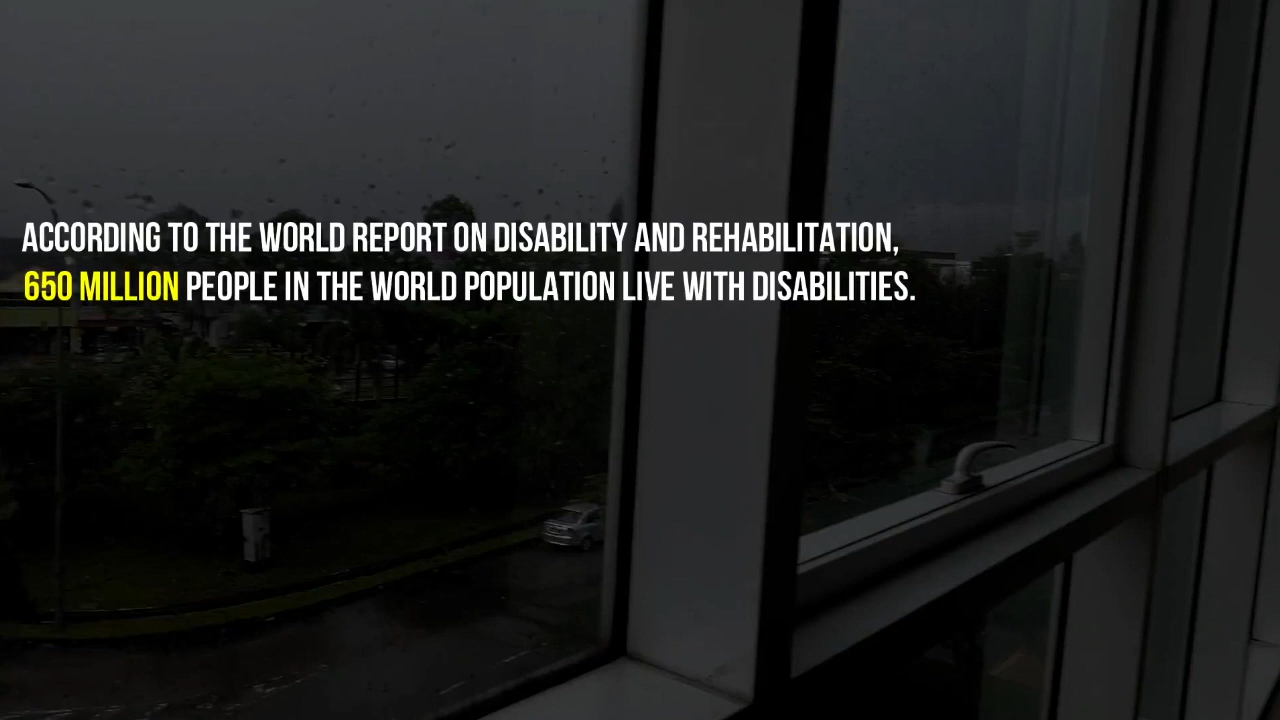 ACCORDING TO THE WORLD REPORT ON DISABILITY AND REHABILITATION,
650 MILLION PEOPLE IN THE WORLD POPULATION LIVE WITH DISABILITIES.